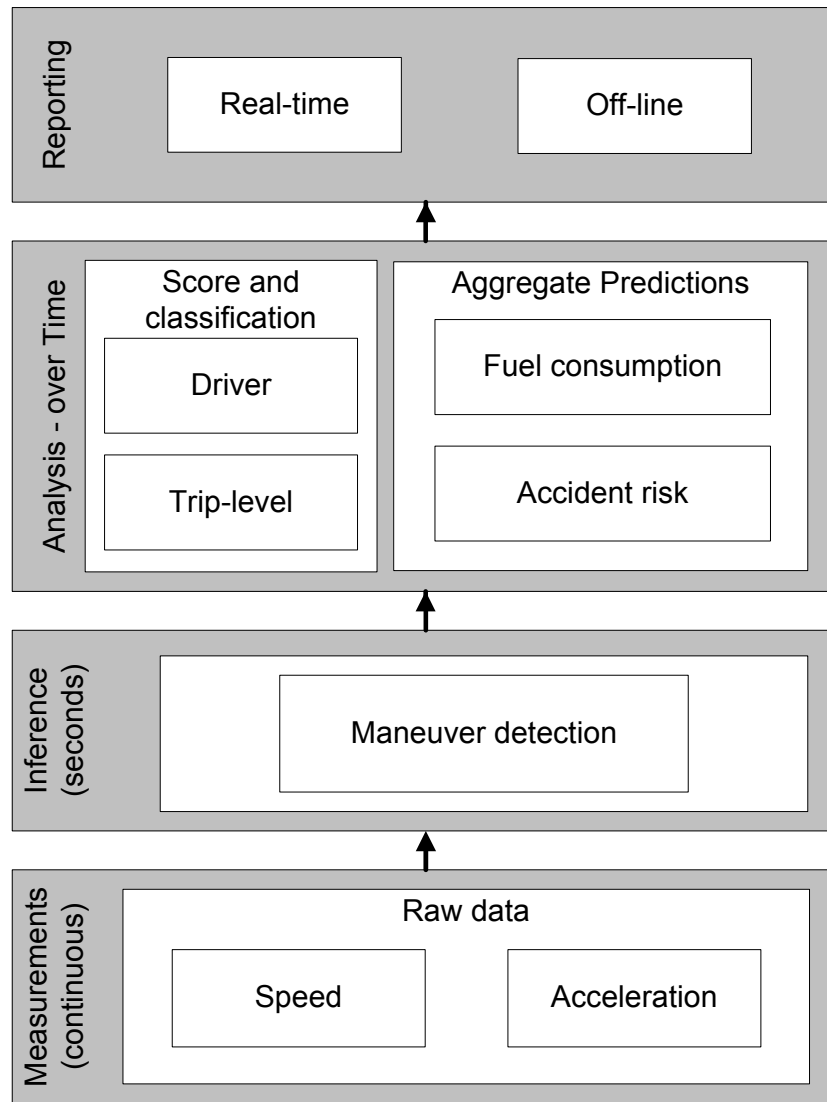 Reporting
Real-time
Off-line
Analysis - over Time
Score and
classification
Driver
Trip-level
Aggregate Predictions
Fuel consumption
Accident risk
Inference
(seconds)
Maneuver detection
Measurements
(continuous)
Raw data
Speed
Acceleration